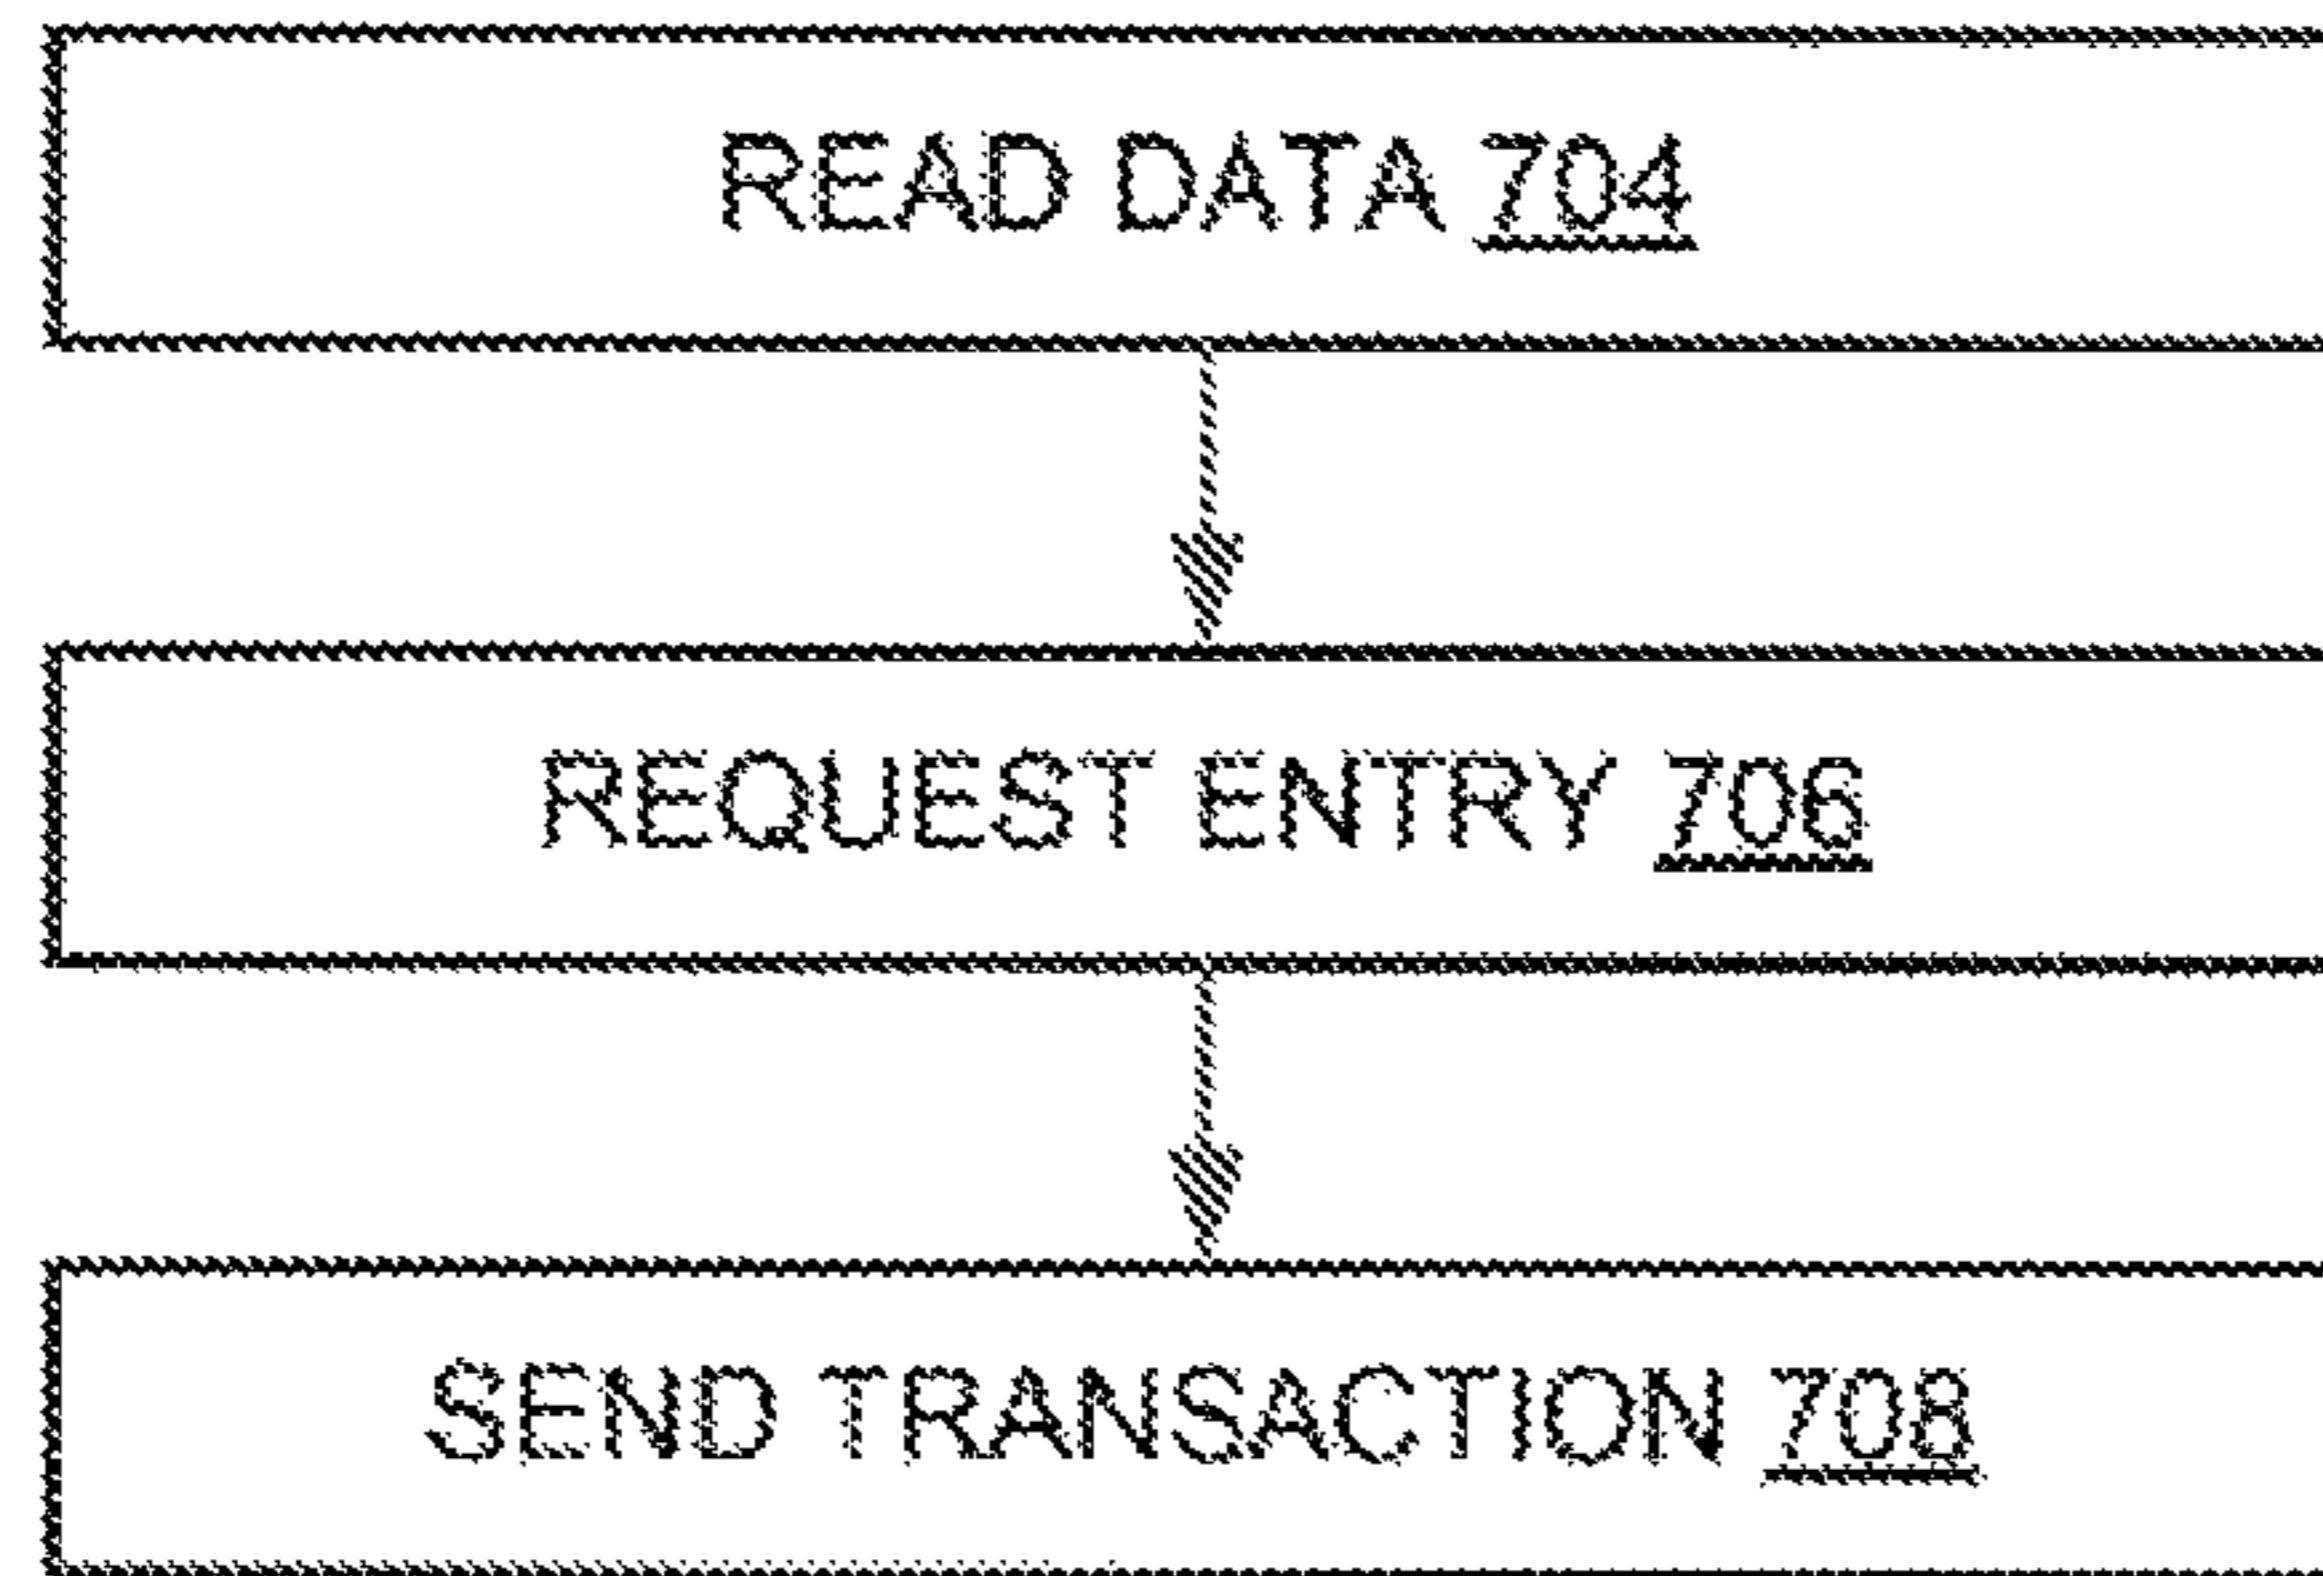 READ DATA 704
REQUEST ENTRY 706
SEND TRANSACTION 708